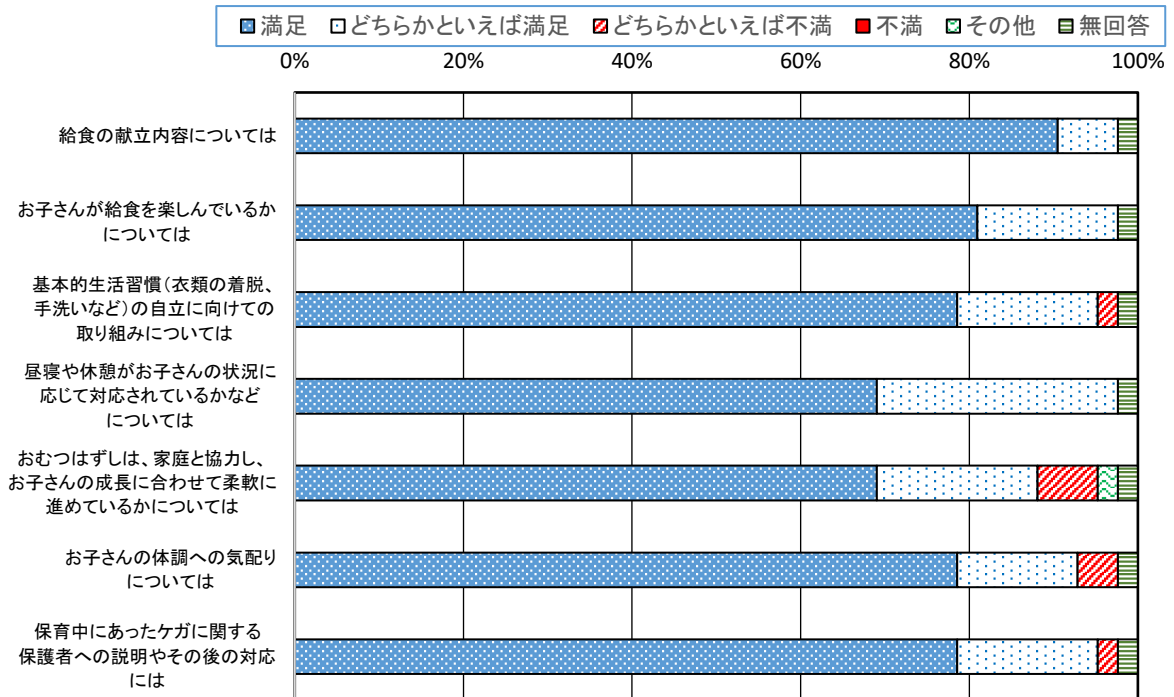 満足 どちらかといえば満足 どちらかといえば不満 不満 その他 無回答
0% 20% 40% 60% 80% 100%
給食の献立内容については
お子さんが給食を楽しんでいるか
については
基本的生活習慣(衣類の着脱、
手洗いなど)の自立に向けての
取り組みについては
昼寝や休憩がお子さんの状況に
応じて対応されているかなど
については
おむつはずしは、家庭と協力し、
お子さんの成長に合わせて柔軟に
進めているかについては
お子さんの体調への気配り
については
保育中にあったケガに関する
保護者への説明やその後の対応
には